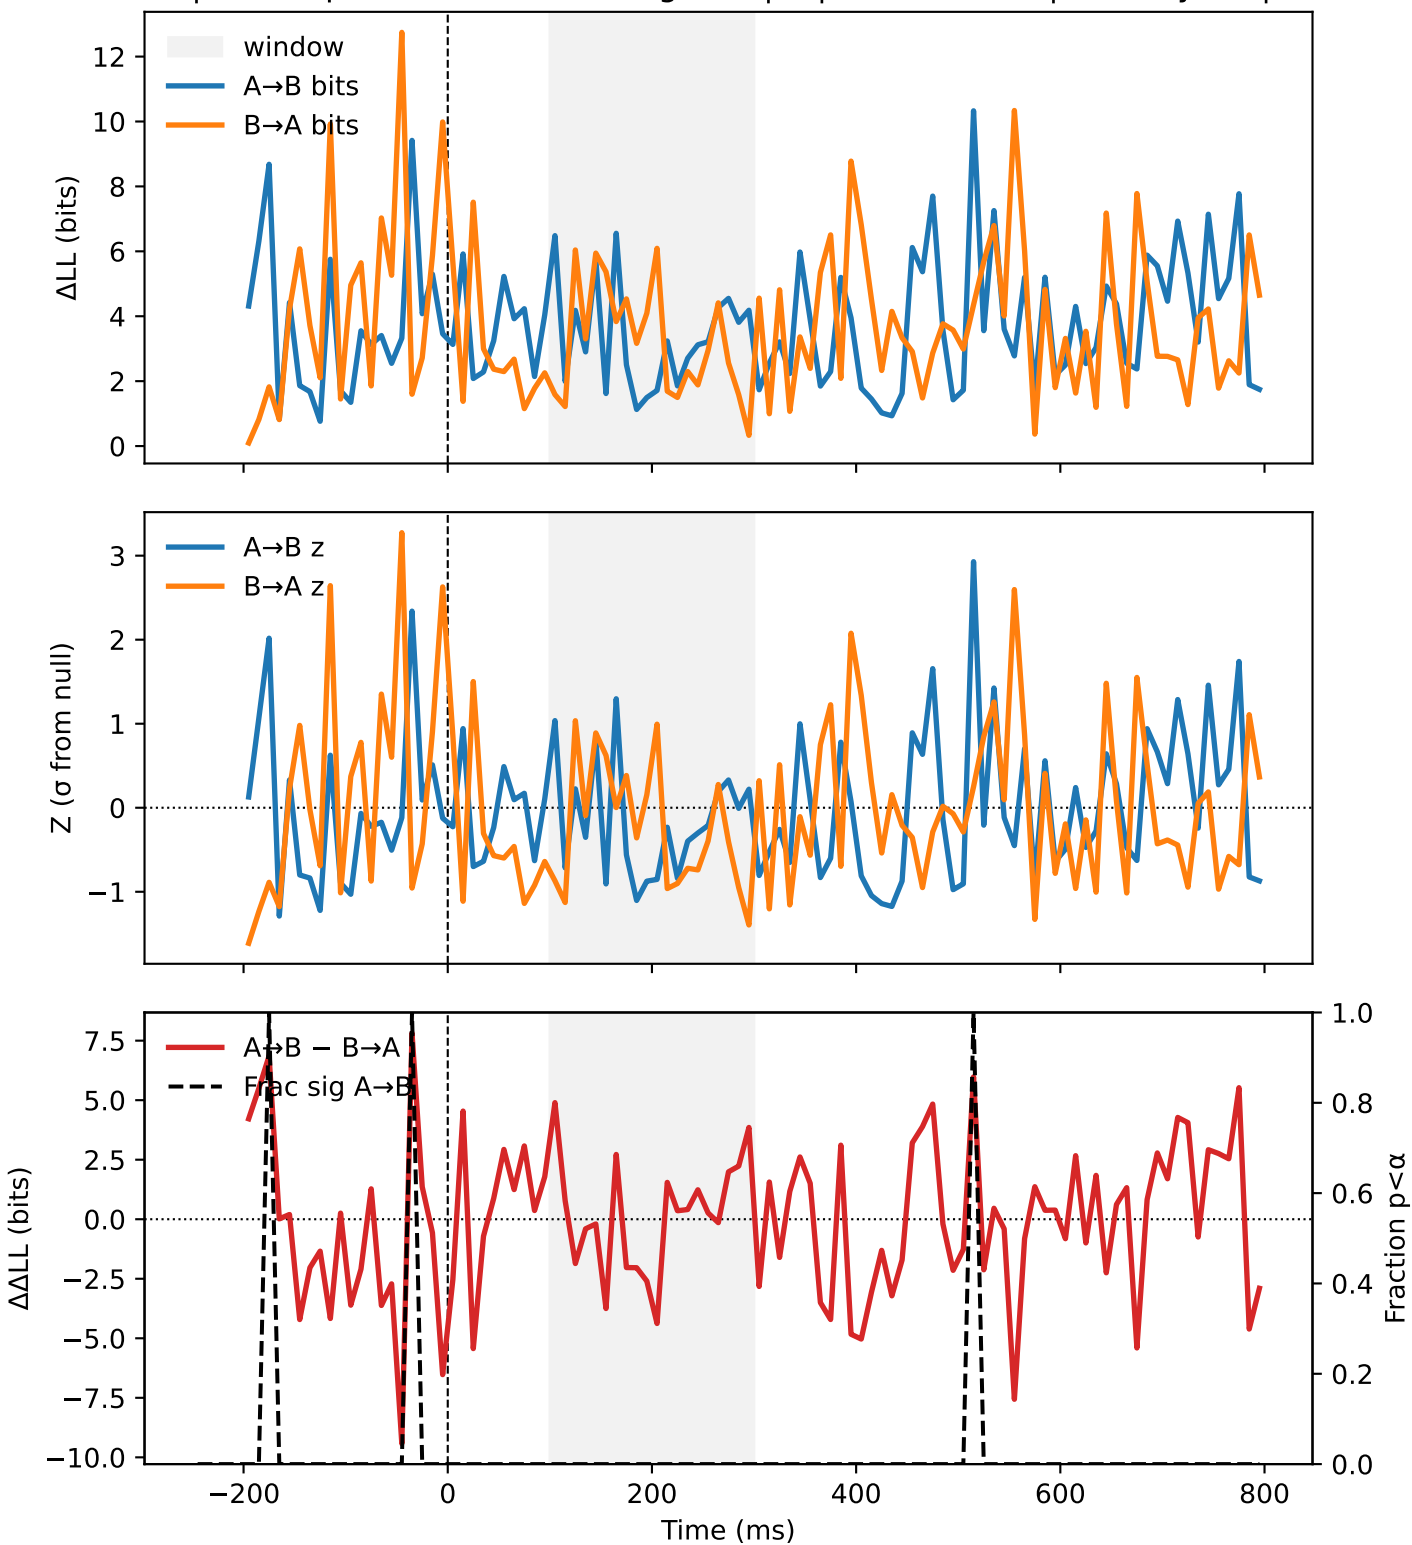 window
A→B bits
B→A bits
ΔLL (bits)
12
10
8
6
4
2
0
A→B z
B→A z
Z (σ from null)
3
2
1
0
−1
A→B − B→A
Frac sig A→B
ΔΔLL (bits)
7.5
5.0
2.5
0.0
−2.5
−5.0
−7.5
−10.0
1.0
0.8
0.6
0.4
0.2
0.0
Fraction p<α
−200
0
200
400
600
800
Time (ms)